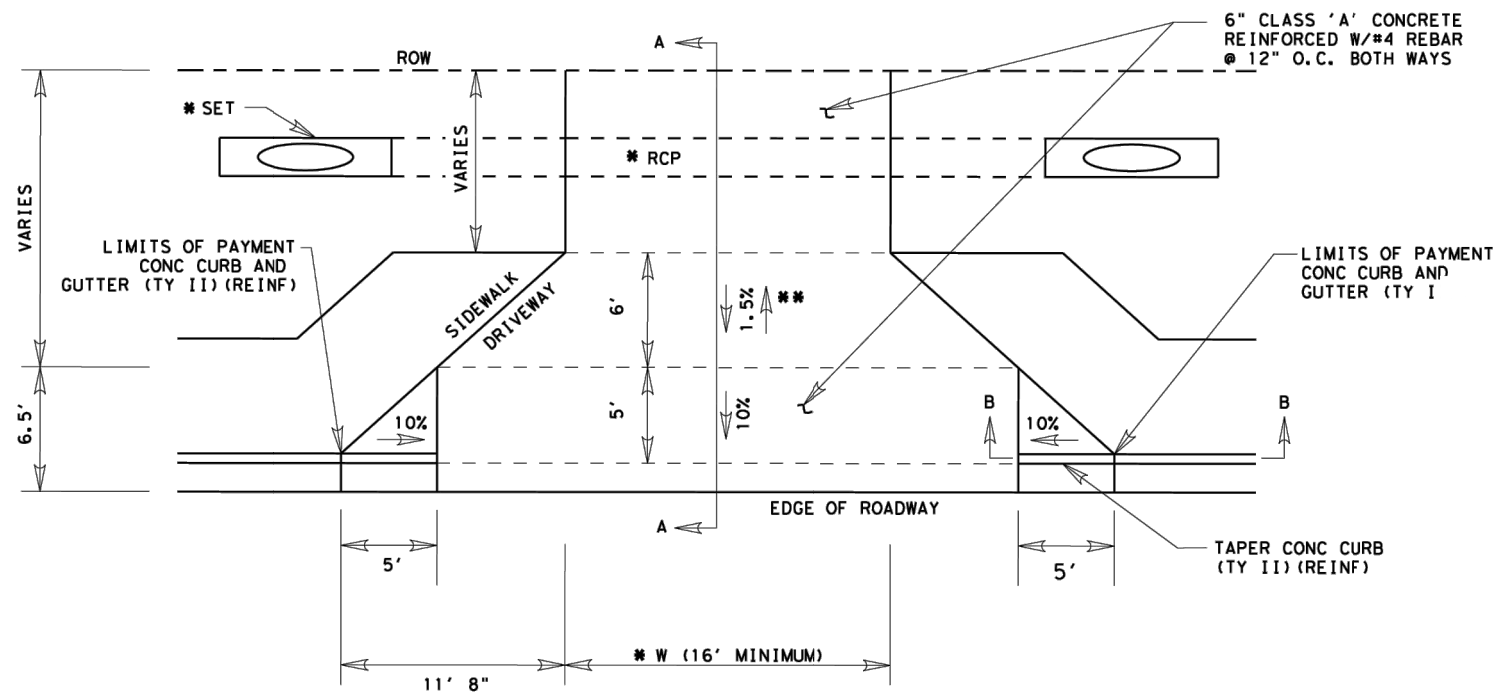 6" CLASS 'A' CONCRETE
REINFORCED W/#4 REBAR
@ 12" O.C. BOTH WAYS
A
ROW
* SET
VARIES
VARIES
* RCP
LIMITS OF PAYMENT
CONC CURB AND
GUTTER (TY II)(REINF)
LIMITS OF PAYMENT
CONC CURB AND
GUTTER (TY I
SIDEWALK
DRIVEWAY
6'
1.5%
**
6.5'
10%
5'
10%
10%
B
B
A
EDGE OF ROADWAY
5'
5'
TAPER CONC CURB
(TY II)(REINF)
* W (16' MINIMUM)
11' 8"